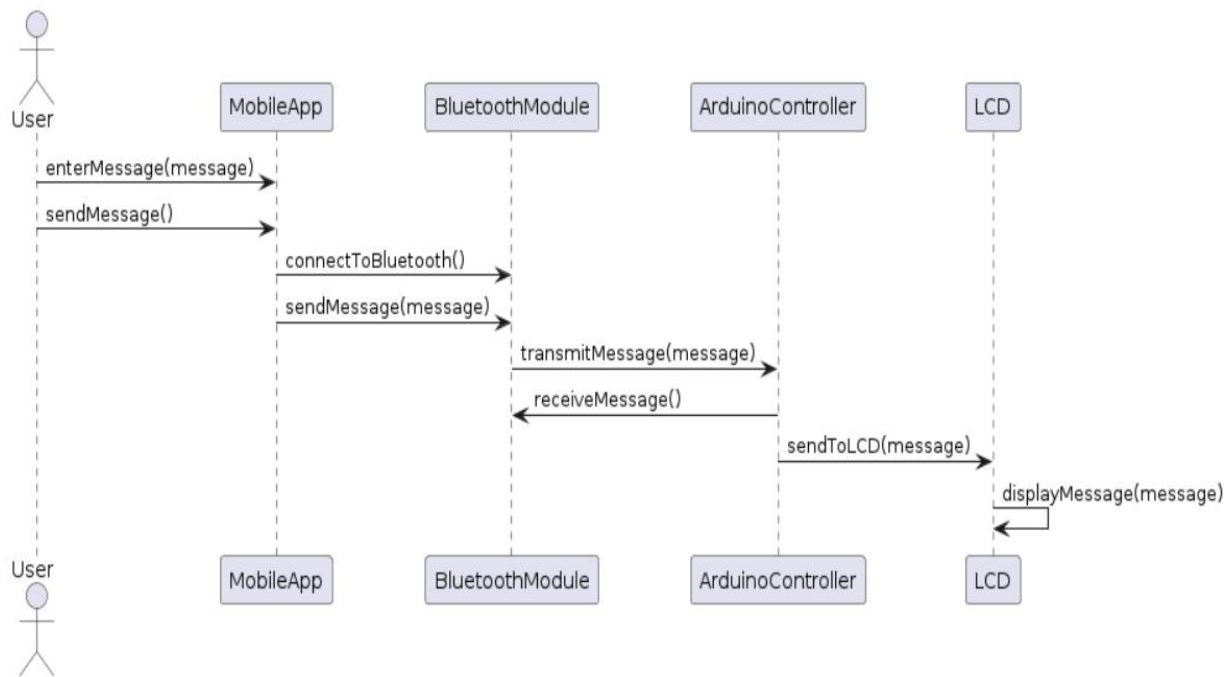 User
MobileApp
BluetoothModule
ArduinoController
LCD
enterMessage(message)
sendMessage()
connectToBluetooth()
sendMessage(message)
transmitMessage(message)
receiveMessage()
sendToLCD(message)
displayMessage(message)
User
MobileApp
BluetoothModule
ArduinoController
LCD